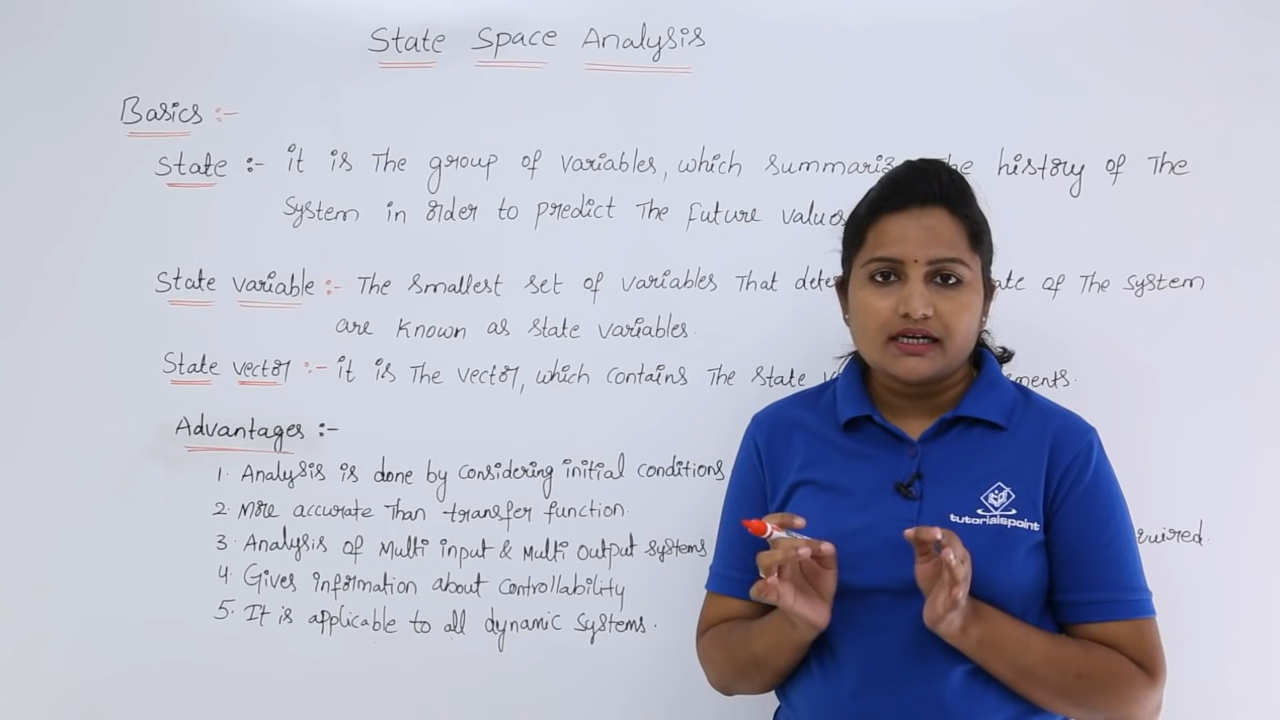 State Space Analysis
Basics :-
State :- it is The group of variables, which summariz he history of The
System in order to predict The future values
State variable :- The smallest set of variables That dete ate of The system
are known as state variables.
State vector :- it is The vector, which contains The state v ments.
Advantages :-
1. Analysis is done by considering initial conditions
2. More accurate Than transfer function.
3. Analysis of Multi input & Multi output systems uired.
4. Gives information about controllability
5. It is applicable to all dynamic systems.
tutorialspoint